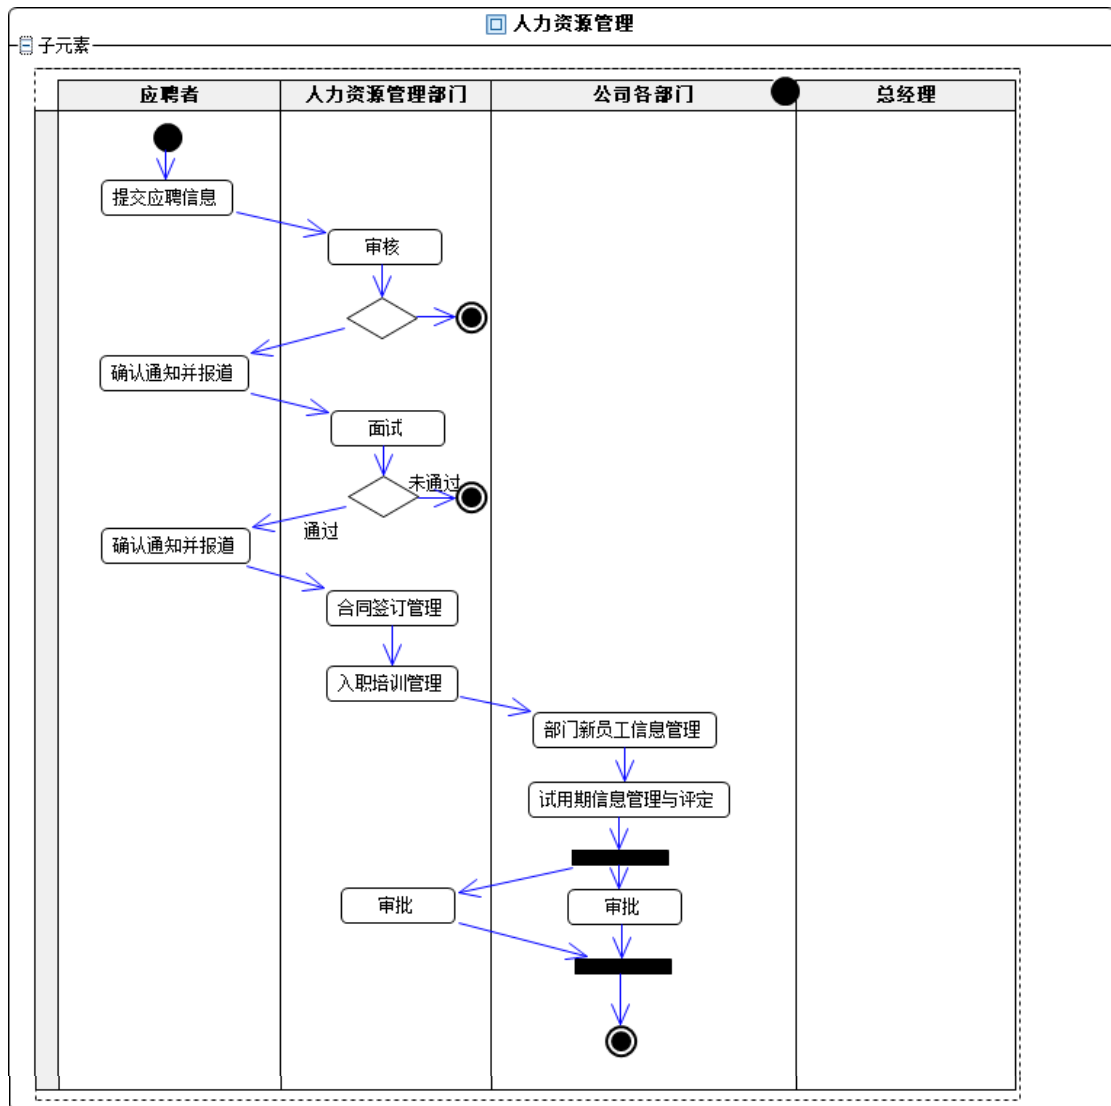 人力资源管理
子元素
应聘者
人力资源管理部门
公司各部门
总经理
提交应聘信息
审核
确认通知并报道
面试
未通过
通过
确认通知并报道
合同签订管理
入职培训管理
部门新员工信息管理
试用期信息管理与评定
审批
审批